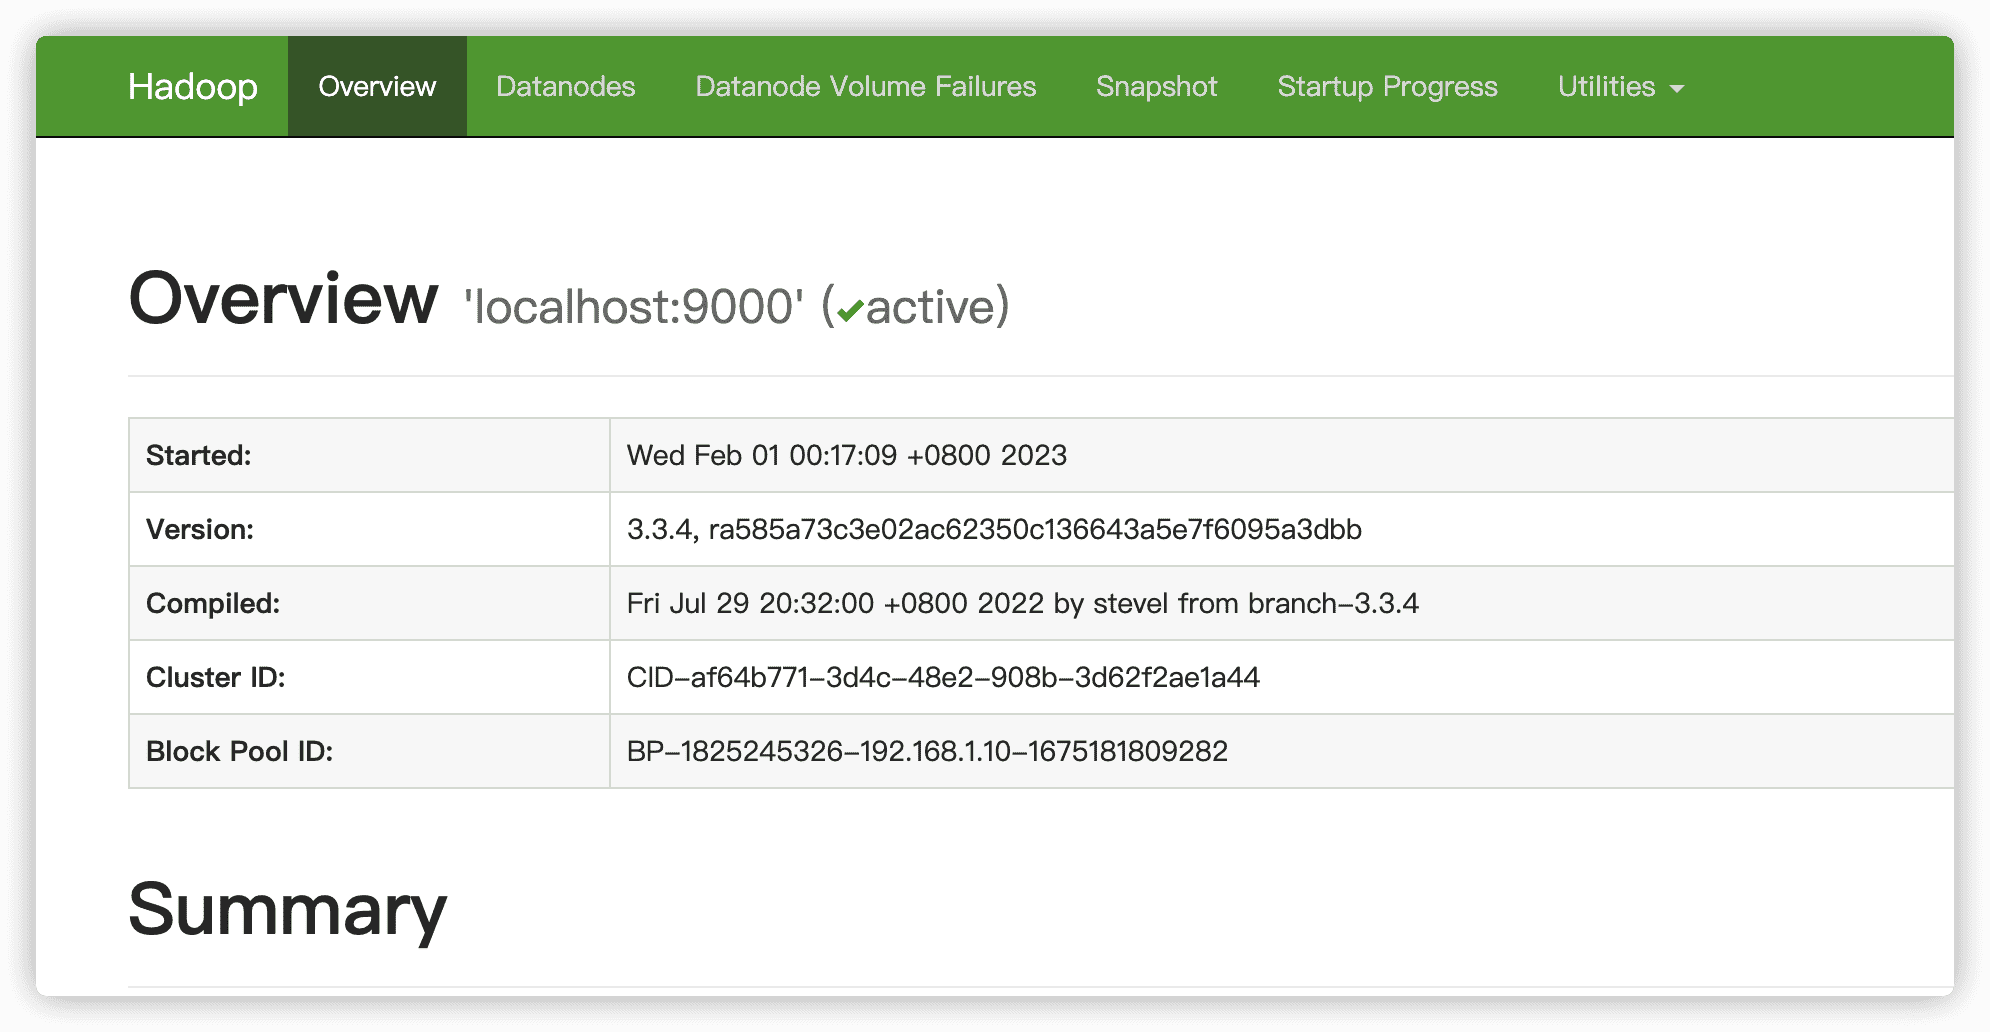 Hadoop Overview Datanodes Datanode Volume Failures Snapshot Startup Progress Utilities
Overview 'localhost:9000' (✔active)
Started: Wed Feb 01 00:17:09 +0800 2023
Version: 3.3.4, ra585a73c3e02ac62350c136643a5e7f6095a3dbb
Compiled: Fri Jul 29 20:32:00 +0800 2022 by stevel from branch-3.3.4
Cluster ID: CID-af64b771-3d4c-48e2-908b-3d62f2ae1a44
Block Pool ID: BP-1825245326-192.168.1.10-1675181809282
Summary